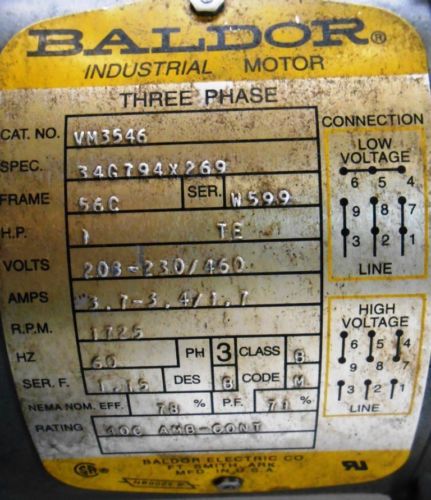 BALDOR®
INDUSTRIAL MOTOR
THREE PHASE
CAT. NO. VM3546
SPEC. 34G794X269
FRAME 56C SER. W599
H.P. 1 TE
VOLTS 208-230/460
AMPS 3.7-3.4/1.7
R.P.M. 1725
HZ 60 PH 3 CLASS B
SER. F. 1.15 DES B CODE M
NEMA NOM. EFF. 78 % P.F. 71 %
RATING 40C AMB-CONT
BALDOR ELECTRIC CO.
FT. SMITH, ARK
MFD. IN U.S.A.
CONNECTION
LOW
VOLTAGE
6 5 4
9 8 7
3 2 1
LINE
HIGH
VOLTAGE
6 5 4
9 8 7
3 2 1
LINE